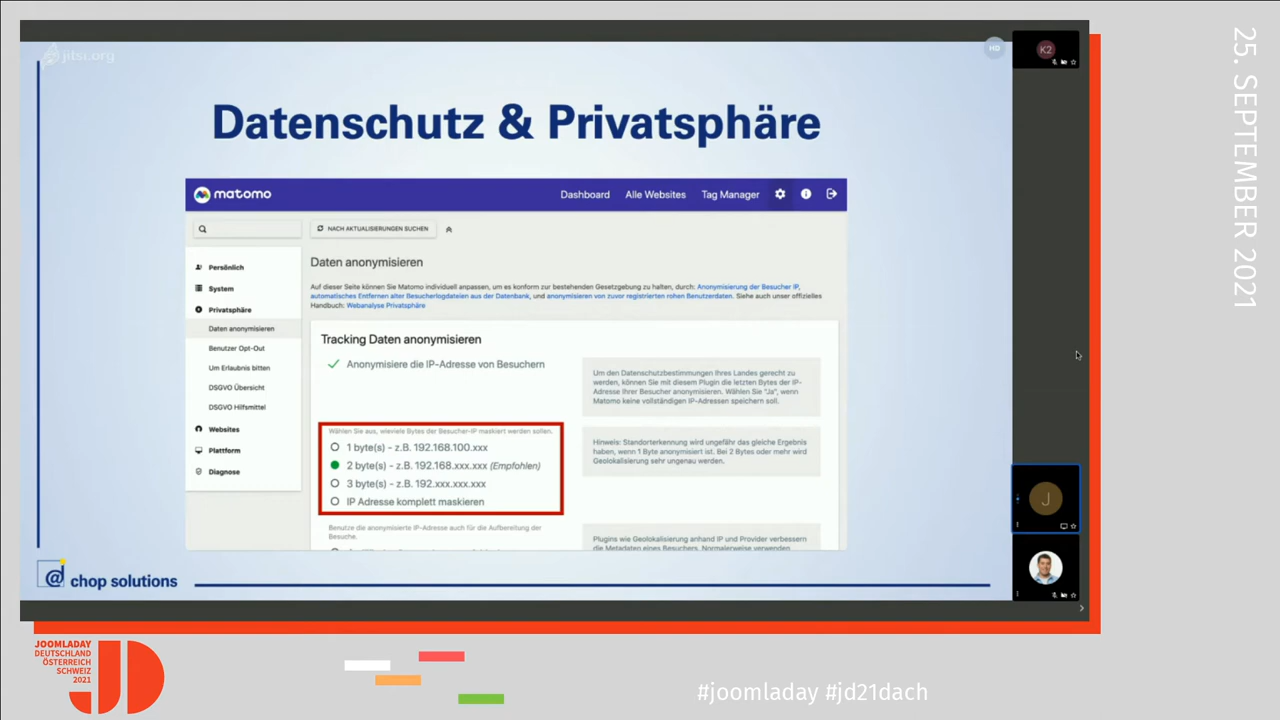 jitsi.org
HD
K2
25. SEPTEMBER 2021
Datenschutz & Privatsphäre
matomo
Dashboard
Alle Websites
Tag Manager
NACH AKTUALISIERUNGEN SUCHEN
Persönlich
System
Privatsphäre
Daten anonymisieren
Benutzer Opt-Out
Um Erlaubnis bitten
DSGVO Übersicht
DSGVO Hilfsmittel
Websites
Plattform
Diagnose
Daten anonymisieren
Auf dieser Seite können Sie Matomo individuell anpassen, um es konform zur bestehenden Gesetzgebung zu halten, durch: Anonymisierung der Besucher IP,
automatisches Entfernen alter Besucherlogdateien aus der Datenbank, und anonymisieren von zuvor registrierten rohen Benutzerdaten. Siehe auch unser offizielles
Handbuch: Webanalyse Privatsphäre
Tracking Daten anonymisieren
Anonymisiere die IP-Adresse von Besuchern
Um den Datenschutzbestimmungen Ihres Landes gerecht zu
werden, können Sie mit diesem Plugin die letzten Bytes der IP-
Adresse Ihrer Besucher anonymisieren. Wählen Sie "Ja", wenn
Matomo keine vollständigen IP-Adressen speichern soll.
Wählen Sie aus, wieviele Bytes der Besucher-IP maskiert werden sollen.
1 byte(s) - z.B. 192.168.100.xxx
2 byte(s) - z.B. 192.168.xxx.xxx (Empfohlen)
3 byte(s) - z.B. 192.xxx.xxx.xxx
IP Adresse komplett maskieren
Hinweis: Standorterkennung wird ungefähr das gleiche Ergebnis
haben, wenn 1 Byte anonymisiert ist. Bei 2 Bytes oder mehr wird
Geolokalisierung sehr ungenau werden.
Benutze die anonymisierte IP-Adresse auch für die Aufbereitung der
Besuche.
Plugins wie Geolokalisierung anhand IP und Provider verbessern
die Metadaten eines Besuchers. Normalerweise verwenden
J
@ chop solutions
JOOMLADAY
DEUTSCHLAND
ÖSTERREICH
SCHWEIZ
2021
JD
#joomladay #jd21dach